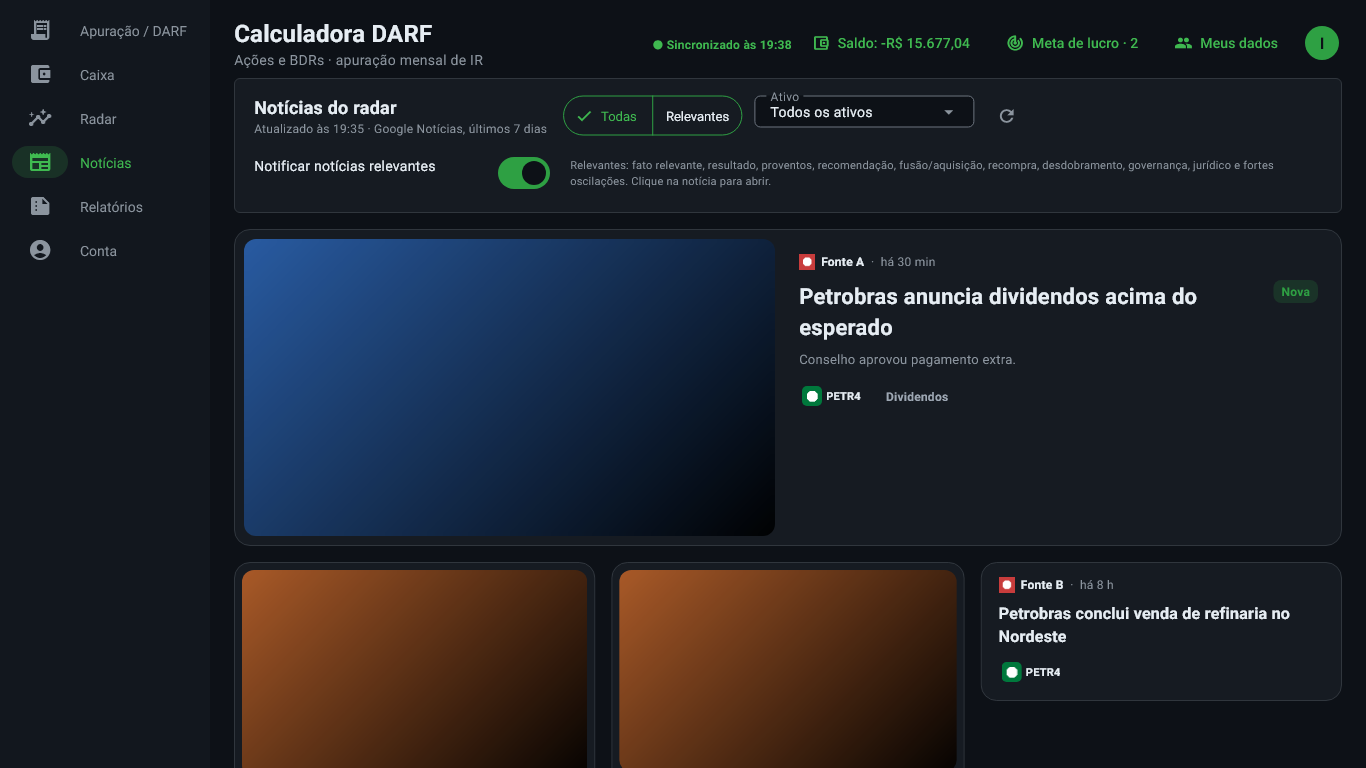 Apuração / DARF
Caixa
Radar
Notícias
Relatórios
Conta
Calculadora DARF
Ações e BDRs · apuração mensal de IR
Sincronizado às 19:38
Saldo: -R$ 15.677,04
Meta de lucro · 2
Meus dados
I
Notícias do radar
Atualizado às 19:35 · Google Notícias, últimos 7 dias
Todas
Relevantes
Ativo
Todos os ativos
Notificar notícias relevantes
Relevantes: fato relevante, resultado, proventos, recomendação, fusão/aquisição, recompra, desdobramento, governança, jurídico e fortes
oscilações. Clique na notícia para abrir.
Fonte A · há 30 min
Petrobras anuncia dividendos acima do
esperado
Nova
Conselho aprovou pagamento extra.
PETR4
Dividendos
Fonte B · há 8 h
Petrobras conclui venda de refinaria no
Nordeste
PETR4